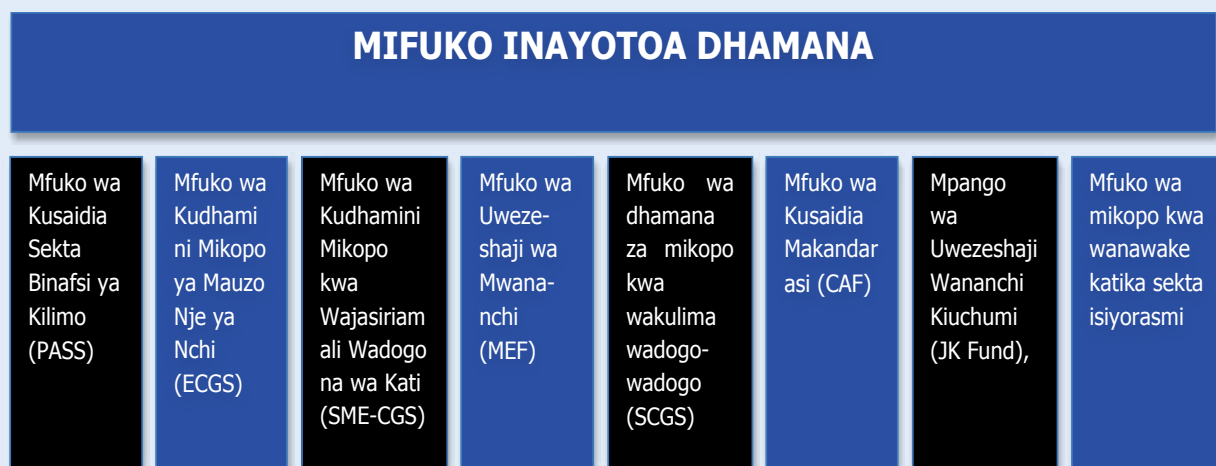 MIFUKO INAYOTOA DHAMANA
Mfuko wa
Kusaidia
Sekta
Binafsi ya
Kilimo
(PASS)
Mfuko wa
Kudhami
ni Mikopo
ya Mauzo
Nje ya
Nchi
(ECGS)
Mfuko wa
Kudhamini
Mikopo
kwa
Wajasiriam
ali Wadogo
na wa Kati
(SME-CGS)
Mfuko wa
Uweze-
shaji wa
Mwana-
nchi
(MEF)
Mfuko wa
dhamana
za mikopo
kwa
wakulima
wadogo-
wadogo
(SCGS)
Mfuko wa
Kusaidia
Makandar
asi (CAF)
Mpango
wa
Uwezeshaji
Wananchi
Kiuchumi
(JK Fund),
Mfuko wa
mikopo kwa
wanawake
katika sekta
isiyorasmi